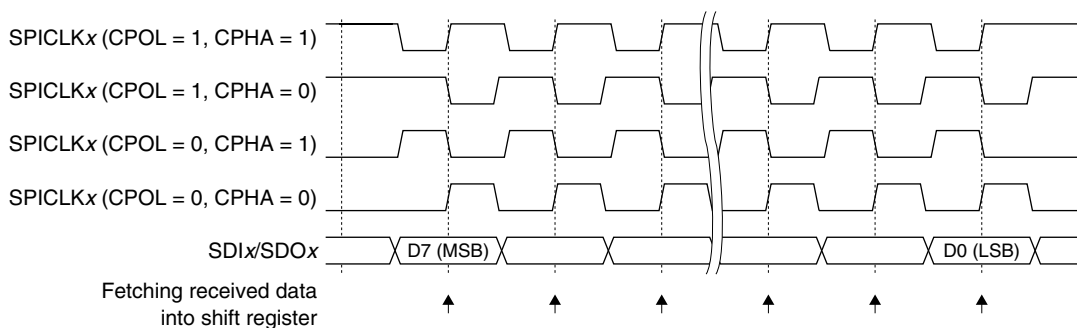 SPICLKx (CPOL = 1, CPHA = 1)
SPICLKx (CPOL = 1, CPHA = 0)
SPICLKx (CPOL = 0, CPHA = 1)
SPICLKx (CPOL = 0, CPHA = 0)
SDIx/SDOx
D7 (MSB)
D0 (LSB)
Fetching received data
into shift register